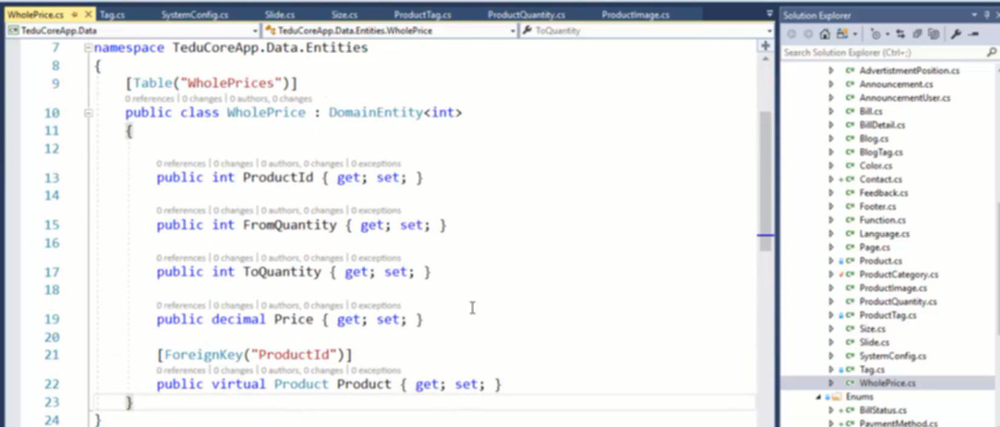 WholePrice.cs Tag.cs SystemConfig.cs Slide.cs Size.cs ProductTag.cs ProductQuantity.cs ProductImage.cs
TeduCoreApp.Data TeduCoreApp.Data.Entities.WholePrice ToQuantity
7 namespace TeduCoreApp.Data.Entities
8 {
9 [Table("WholePrices")]
0 references | 0 changes | 0 authors, 0 changes
10 public class WholePrice : DomainEntity<int>
11 {
12
0 references | 0 changes | 0 authors, 0 changes | 0 exceptions
13 public int ProductId { get; set; }
14
0 references | 0 changes | 0 authors, 0 changes | 0 exceptions
15 public int FromQuantity { get; set; }
16
0 references | 0 changes | 0 authors, 0 changes | 0 exceptions
17 public int ToQuantity { get; set; }
18
0 references | 0 changes | 0 authors, 0 changes | 0 exceptions
19 public decimal Price { get; set; }
20
21 [ForeignKey("ProductId")]
0 references | 0 changes | 0 authors, 0 changes | 0 exceptions
22 public virtual Product Product { get; set; }
23 }
24 }
Solution Explorer
Search Solution Explorer (Ctrl+;)
C# AdvertistmentPosition.cs
C# Announcement.cs
C# AnnouncementUser.cs
C# Bill.cs
C# BillDetail.cs
C# Blog.cs
C# BlogTag.cs
C# Color.cs
C# Contact.cs
C# Feedback.cs
C# Footer.cs
C# Function.cs
C# Language.cs
C# Page.cs
C# Product.cs
C# ProductCategory.cs
C# ProductImage.cs
C# ProductQuantity.cs
C# ProductTag.cs
C# Size.cs
C# Slide.cs
C# SystemConfig.cs
C# Tag.cs
C# WholePrice.cs
Enums
C# BillStatus.cs
C# PaymentMethod.cs